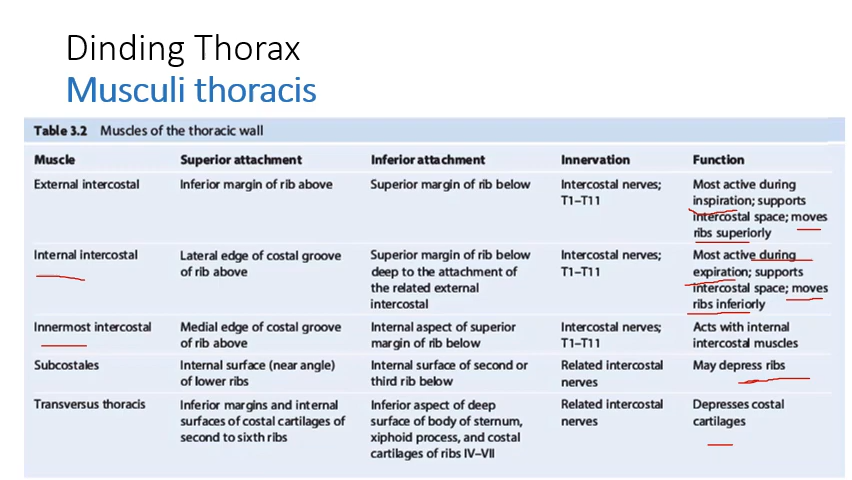 Dinding Thorax
Musculi thoracis
Table 3.2 Muscles of the thoracic wall
Muscle Superior attachment Inferior attachment Innervation Function
External intercostal Inferior margin of rib above Superior margin of rib below Intercostal nerves; Most active during
T1–T11 inspiration; supports
intercostal space; moves
ribs superiorly
Internal intercostal Lateral edge of costal groove Superior margin of rib below Intercostal nerves; Most active during
of rib above deep to the attachment of T1–T11 expiration; supports
the related external intercostal space; moves
intercostal ribs inferiorly
Innermost intercostal Medial edge of costal groove Internal aspect of superior Intercostal nerves; Acts with internal
of rib above margin of rib below T1–T11 intercostal muscles
Subcostales Internal surface (near angle) Internal surface of second or Related intercostal May depress ribs
of lower ribs third rib below nerves
Transversus thoracis Inferior margins and internal Inferior aspect of deep Related intercostal Depresses costal
surfaces of costal cartilages of surface of body of sternum, nerves cartilages
second to sixth ribs xiphoid process, and costal
cartilages of ribs IV–VII